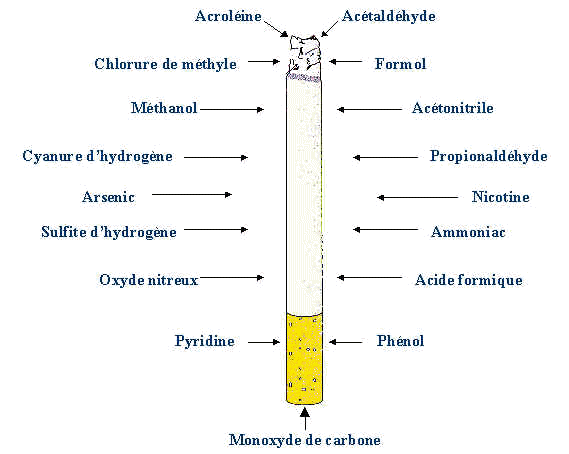 Acroléine
Acétaldéhyde
Chlorure de méthyle
Formol
Méthanol
Acétonitrile
Cyanure d'hydrogène
Propionaldéhyde
Arsenic
Nicotine
Sulfite d'hydrogène
Ammoniac
Oxyde nitreux
Acide formique
Pyridine
Phénol
Monoxyde de carbone